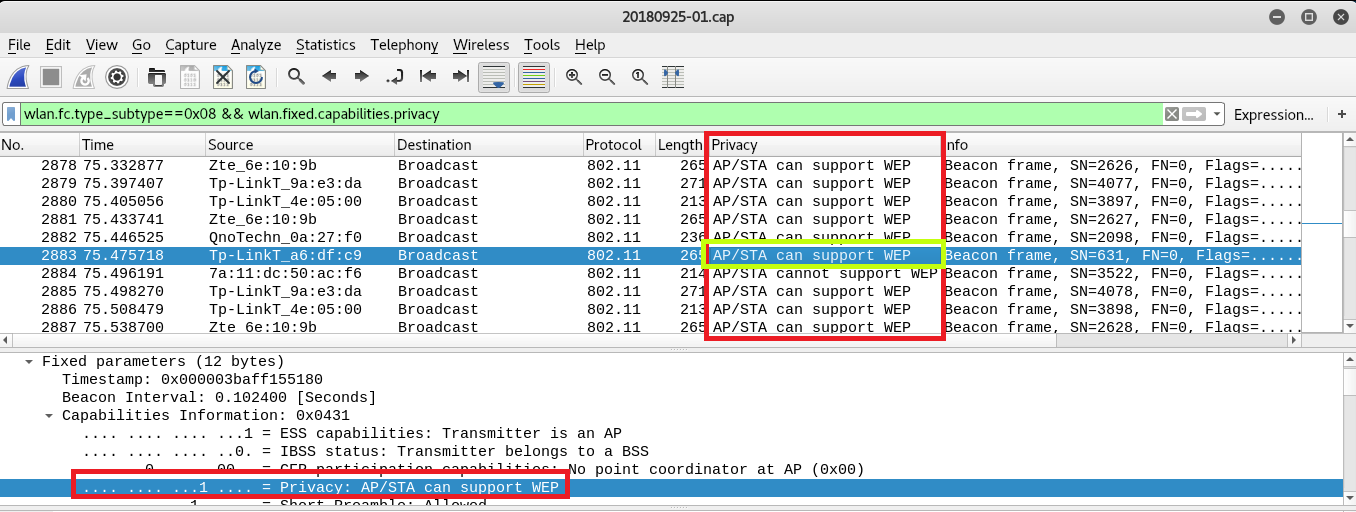 20180925-01.cap
File Edit View Go Capture Analyze Statistics Telephony Wireless Tools Help
wlan.fc.type_subtype==0x08 && wlan.fixed.capabilities.privacy Expression... +
No. Time Source Destination Protocol Length Privacy nfo
2878 75.332877 Zte_6e:10:9b Broadcast 802.11 265 AP/STA can support WEP Beacon frame, SN=2626, FN=0, Flags=.....
2879 75.397407 Tp-LinkT_9a:e3:da Broadcast 802.11 271 AP/STA can support WEP Beacon frame, SN=4077, FN=0, Flags=.....
2880 75.405056 Tp-LinkT_4e:05:00 Broadcast 802.11 213 AP/STA can support WEP Beacon frame, SN=3897, FN=0, Flags=.....
2881 75.433741 Zte_6e:10:9b Broadcast 802.11 265 AP/STA can support WEP Beacon frame, SN=2627, FN=0, Flags=.....
2882 75.446525 QnoTechn_0a:27:f0 Broadcast 802.11 236 AP/STA can support WEP Beacon frame, SN=2098, FN=0, Flags=.....
2883 75.475718 Tp-LinkT_a6:df:c9 Broadcast 802.11 265 AP/STA can support WEP Beacon frame, SN=631, FN=0, Flags=.....
2884 75.496191 7a:11:dc:50:ac:f6 Broadcast 802.11 214 AP/STA cannot support WEP Beacon frame, SN=3522, FN=0, Flags=.....
2885 75.498270 Tp-LinkT_9a:e3:da Broadcast 802.11 271 AP/STA can support WEP Beacon frame, SN=4078, FN=0, Flags=.....
2886 75.508479 Tp-LinkT_4e:05:00 Broadcast 802.11 213 AP/STA can support WEP Beacon frame, SN=3898, FN=0, Flags=.....
2887 75.538700 Zte_6e:10:9b Broadcast 802.11 265 AP/STA can support WEP Beacon frame, SN=2628, FN=0, Flags=.....
Fixed parameters (12 bytes)
Timestamp: 0x000003baff155180
Beacon Interval: 0.102400 [Seconds]
Capabilities Information: 0x0431
.... .... .... ...1 = ESS capabilities: Transmitter is an AP
.... .... .... ..0. = IBSS status: Transmitter belongs to a BSS
0. 00.. = CFP participation capabilities: No point coordinator at AP (0x00)
.... .... ...1 .... = Privacy: AP/STA can support WEP
1. = Short Preamble: Allowed